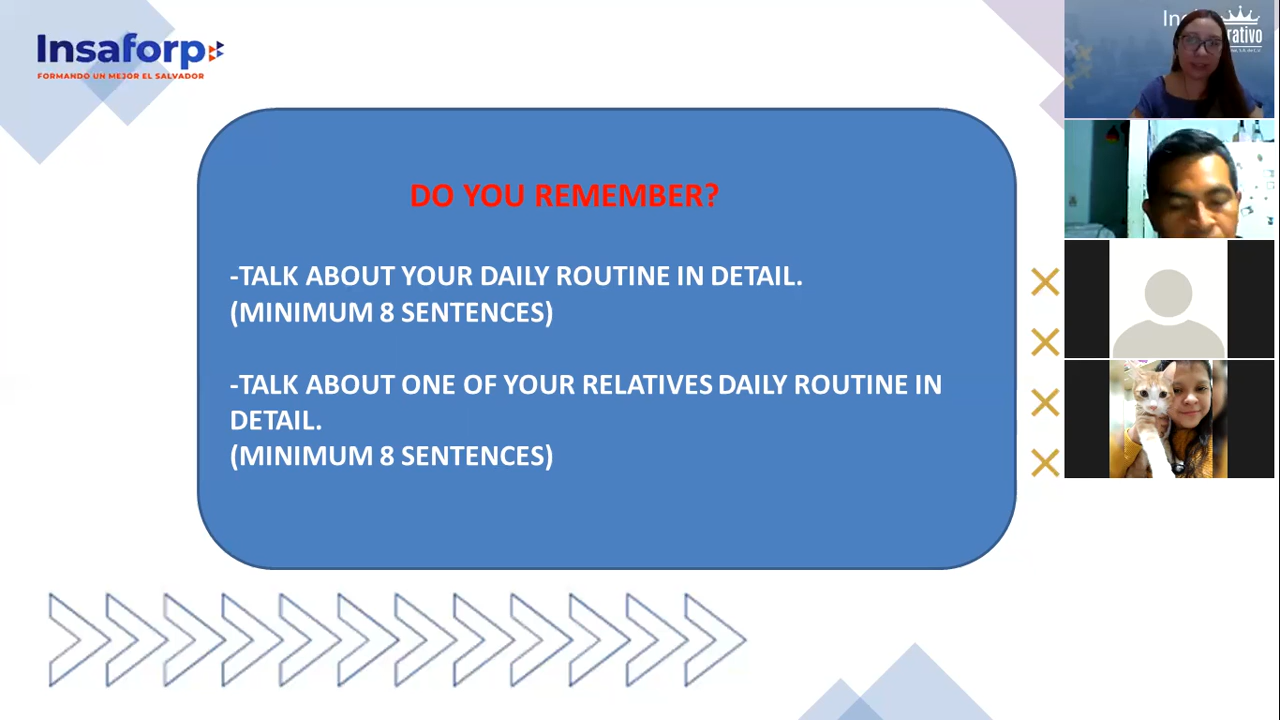 Insaforp
FORMANDO UN MEJOR EL SALVADOR
DO YOU REMEMBER?
-TALK ABOUT YOUR DAILY ROUTINE IN DETAIL.
(MINIMUM 8 SENTENCES)
-TALK ABOUT ONE OF YOUR RELATIVES DAILY ROUTINE IN
DETAIL.
(MINIMUM 8 SENTENCES)